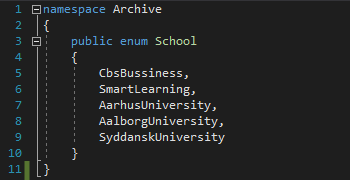 1 namespace Archive
2 {
3 public enum School
4 {
5 CbsBussiness,
6 SmartLearning,
7 AarhusUniversity,
8 AalborgUniversity,
9 SyddanskUniversity
10 }
11 }